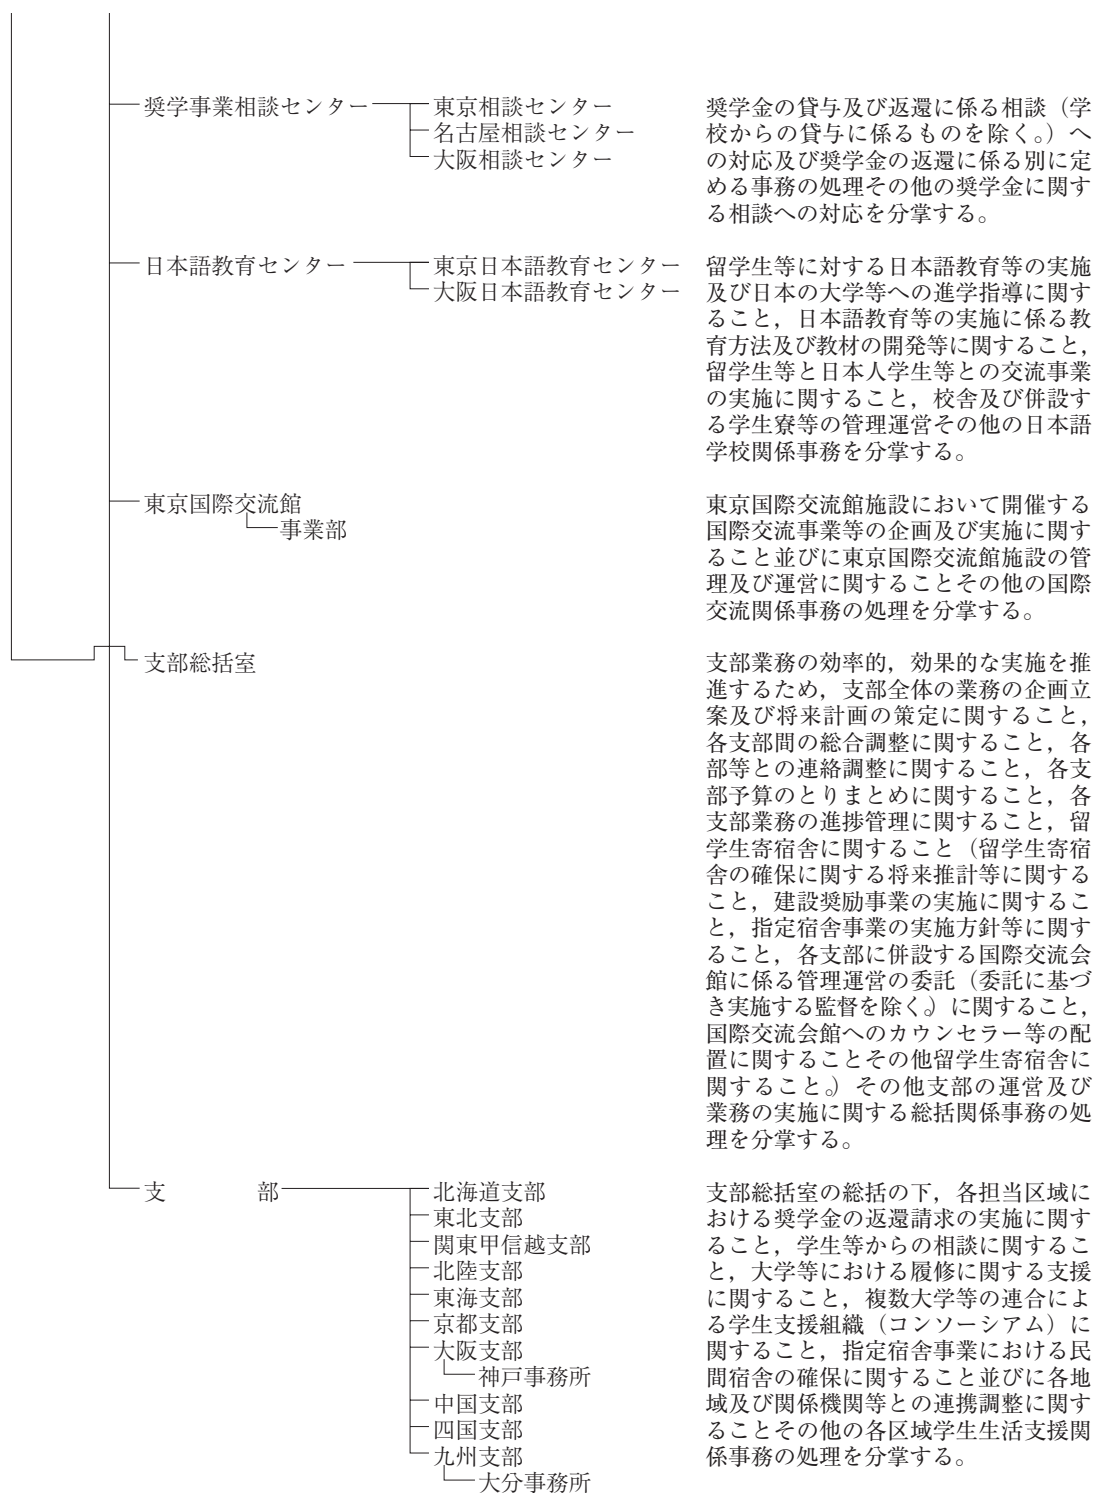 奨学事業相談センター
東京相談センター
名古屋相談センター
大阪相談センター
奨学金の貸与及び返還に係る相談（学
校からの貸与に係るものを除く。）へ
の対応及び奨学金の返還に係る別に定
める事務の処理その他の奨学金に関す
る相談への対応を分掌する。
日本語教育センター
東京日本語教育センター
大阪日本語教育センター
留学生等に対する日本語教育等の実施
及び日本の大学等への進学指導に関す
ること，日本語教育等の実施に係る教
育方法及び教材の開発等に関すること，
留学生等と日本人学生等との交流事業
の実施に関すること，校舎及び併設す
る学生寮等の管理運営その他の日本語
学校関係事務を分掌する。
東京国際交流館
事業部
東京国際交流館施設において開催する
国際交流事業等の企画及び実施に関す
ること並びに東京国際交流館施設の管
理及び運営に関することその他の国際
交流関係事務の処理を分掌する。
支部総括室
支部業務の効率的，効果的な実施を推
進するため，支部全体の業務の企画立
案及び将来計画の策定に関すること，
各支部間の総合調整に関すること，各
部等との連絡調整に関すること，各支
部予算のとりまとめに関すること，各
支部業務の進捗管理に関すること，留
学生寄宿舎に関すること（留学生寄宿
舎の確保に関する将来推計等に関する
こと，建設奨励事業の実施に関するこ
と，指定宿舎事業の実施方針等に関す
ること，各支部に併設する国際交流会
館に係る管理運営の委託（委託に基づ
き実施する監督を除く。）に関すること，
国際交流会館へのカウンセラー等の配
置に関することその他留学生寄宿舎に
関すること。）その他支部の運営及び
業務の実施に関する総括関係事務の処
理を分掌する。
支　　　　部
北海道支部
東北支部
関東甲信越支部
北陸支部
東海支部
京都支部
大阪支部
神戸事務所
中国支部
四国支部
九州支部
大分事務所
支部総括室の総括の下，各担当区域に
おける奨学金の返還請求の実施に関す
ること，学生等からの相談に関するこ
と，大学等における履修に関する支援
に関すること，複数大学等の連合によ
る学生支援組織（コンソーシアム）に
関すること，指定宿舎事業における民
間宿舎の確保に関すること並びに各地
域及び関係機関等との連携調整に関す
ることその他の各区域学生生活支援関
係事務の処理を分掌する。